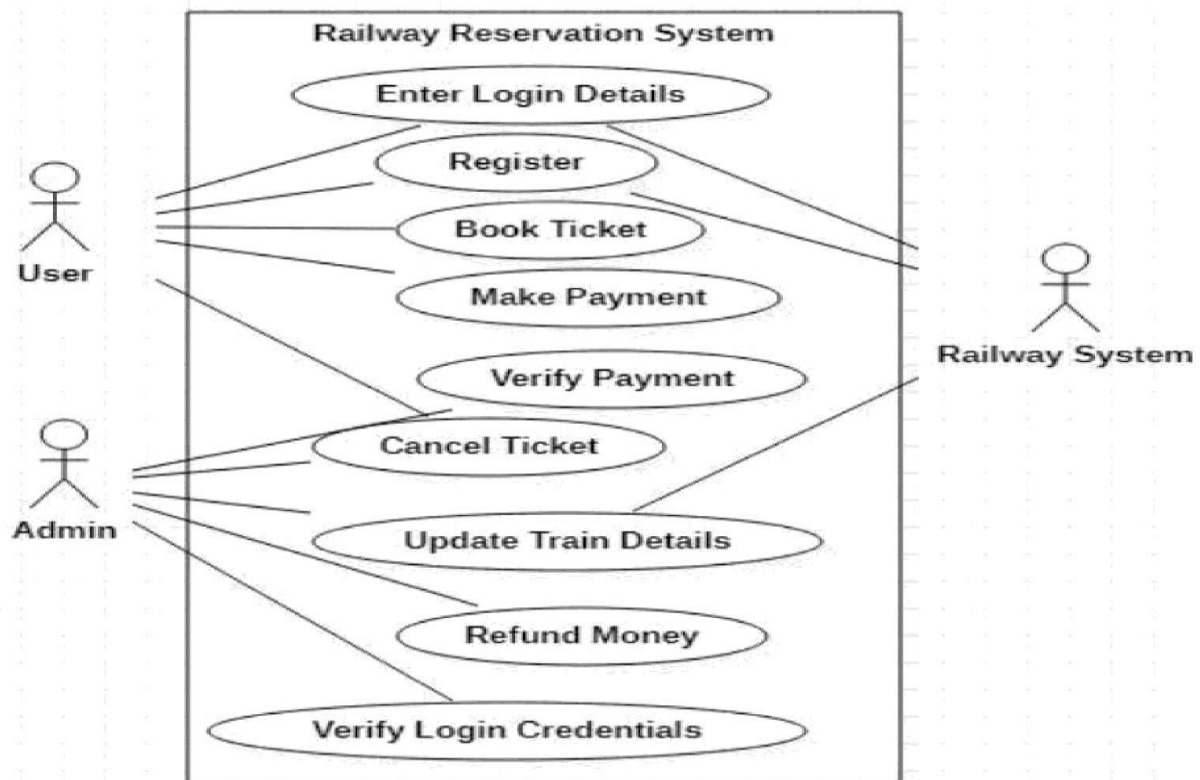 Railway Reservation System
Enter Login Details
Register
Book Ticket
User
Make Payment
Railway System
Verify Payment
Cancel Ticket
Admin
Update Train Details
Refund Money
Verify Login Credentials